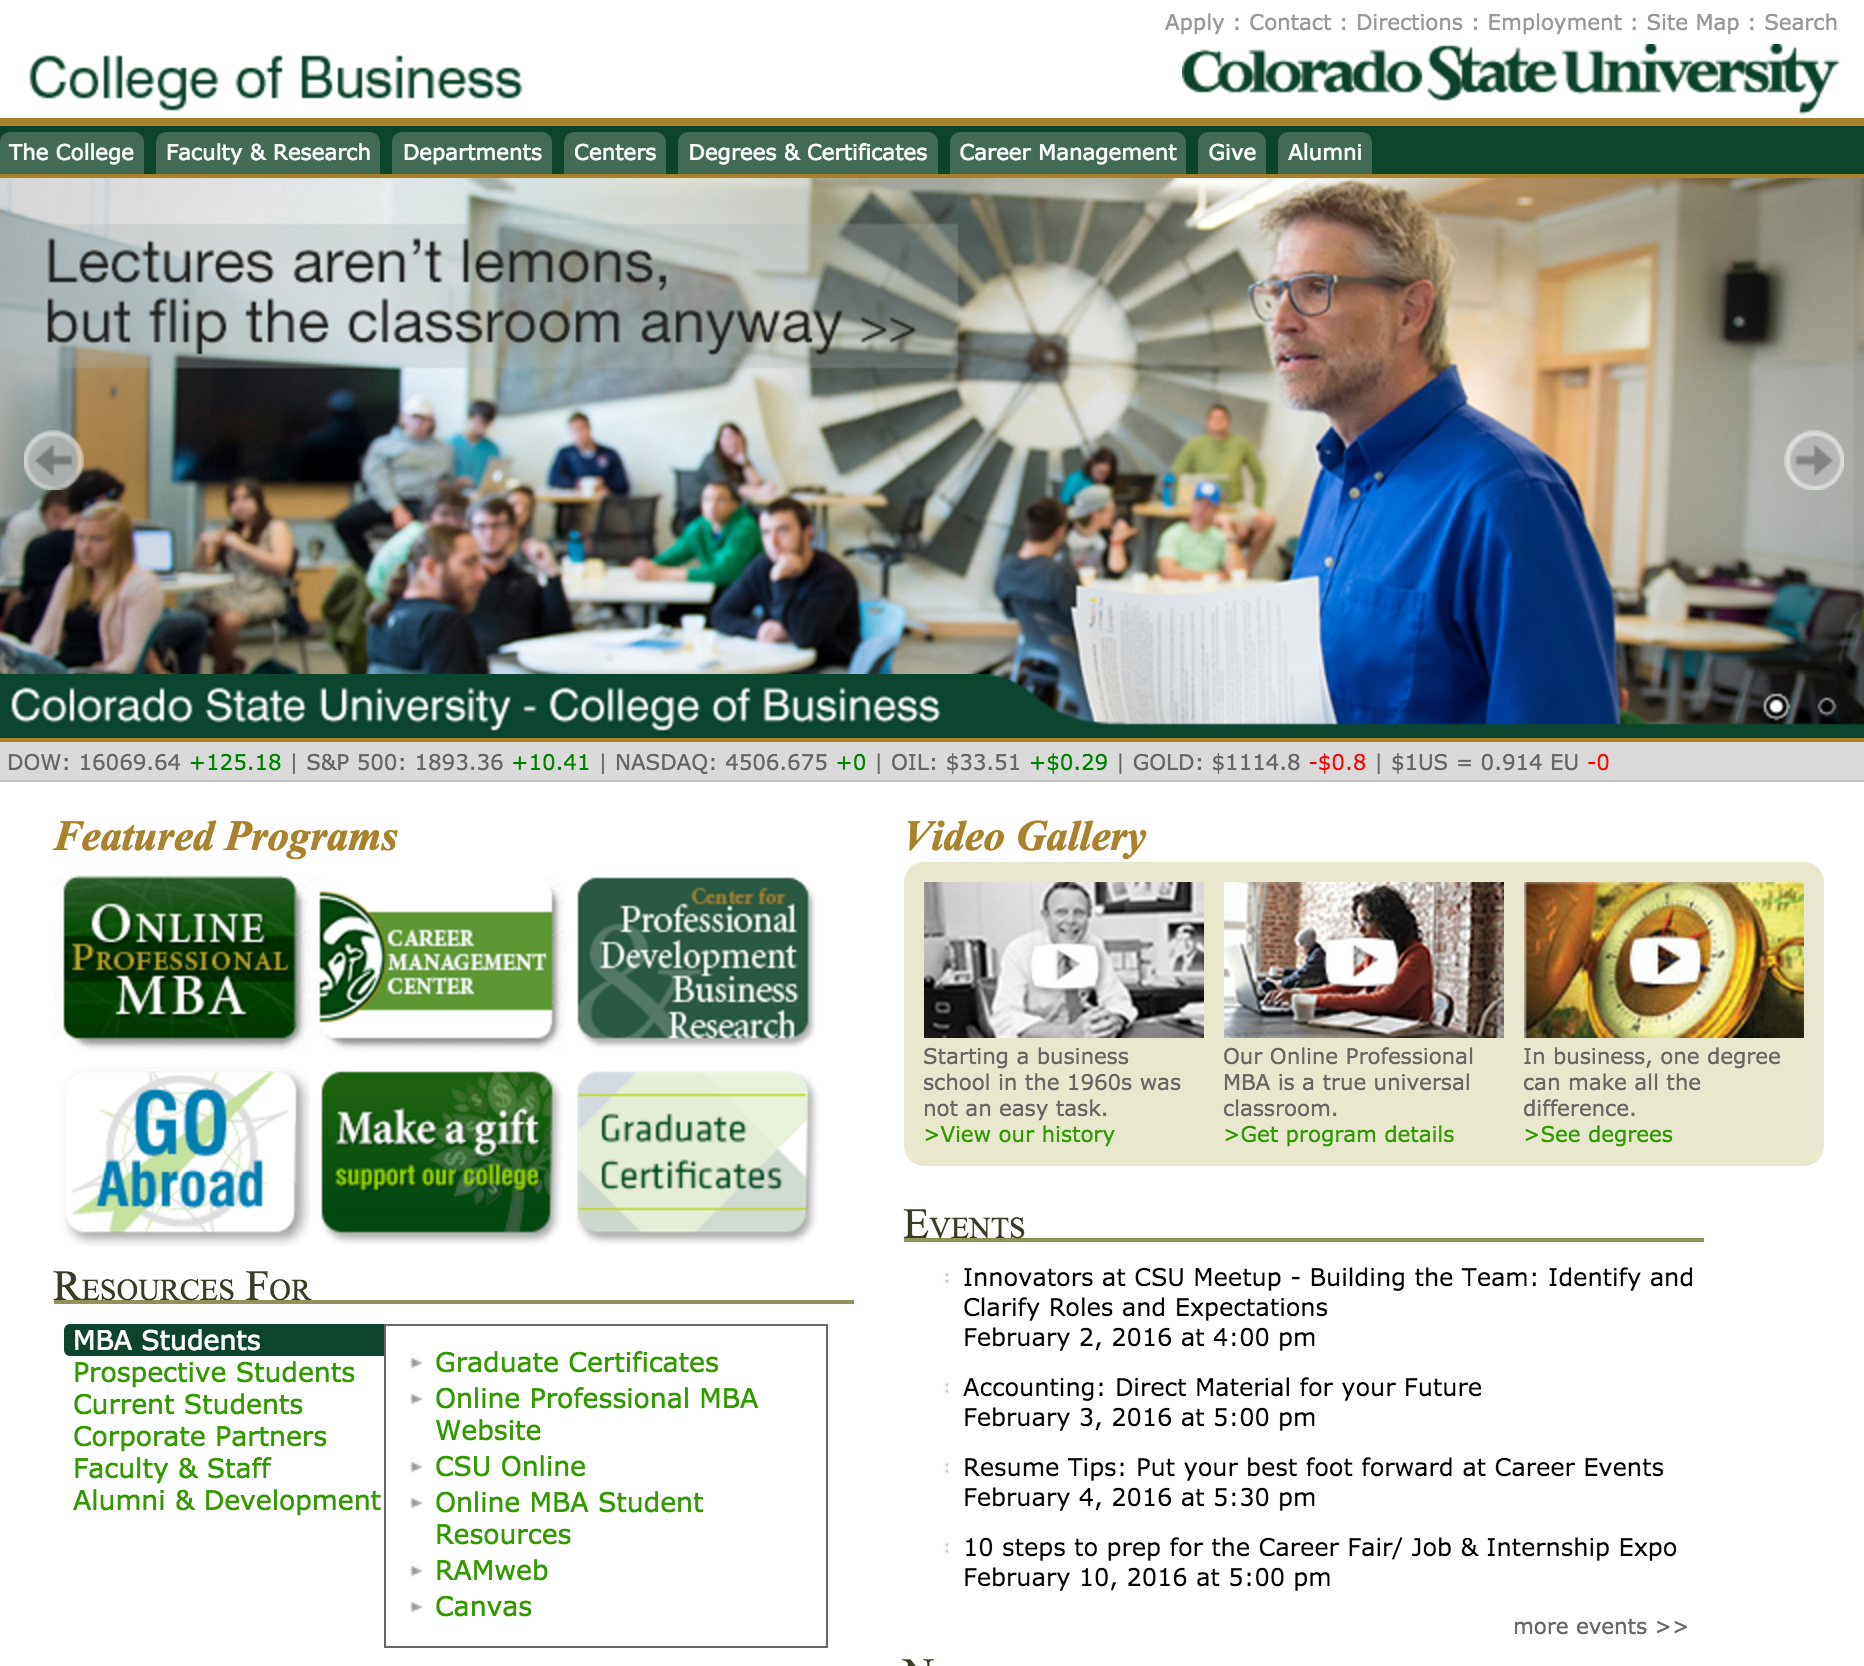 Apply : Contact : Directions : Employment : Site Map : Search
College of Business
Colorado State University
The College
Faculty & Research
Departments
Centers
Degrees & Certificates
Career Management
Give
Alumni
Lectures aren't lemons,
but flip the classroom anyway >>
Colorado State University - College of Business
DOW: 16069.64 +125.18 | S&P 500: 1893.36 +10.41 | NASDAQ: 4506.675 +0 | OIL: $33.51 +$0.29 | GOLD: $1114.8 -$0.8 | $1US = 0.914 EU -0
Featured Programs
ONLINE
PROFESSIONAL
MBA
CAREER
MANAGEMENT
CENTER
Center for
Professional
Development
& Business
Research
GO
Abroad
Make a gift
support our college
Graduate
Certificates
Resources For
MBA Students
Prospective Students
Current Students
Corporate Partners
Faculty & Staff
Alumni & Development
Graduate Certificates
Online Professional MBA
Website
CSU Online
Online MBA Student
Resources
RAMweb
Canvas
Video Gallery
Starting a business
school in the 1960s was
not an easy task.
>View our history
Our Online Professional
MBA is a true universal
classroom.
>Get program details
In business, one degree
can make all the
difference.
>See degrees
Events
Innovators at CSU Meetup - Building the Team: Identify and
Clarify Roles and Expectations
February 2, 2016 at 4:00 pm
Accounting: Direct Material for your Future
February 3, 2016 at 5:00 pm
Resume Tips: Put your best foot forward at Career Events
February 4, 2016 at 5:30 pm
10 steps to prep for the Career Fair/ Job & Internship Expo
February 10, 2016 at 5:00 pm
more events >>